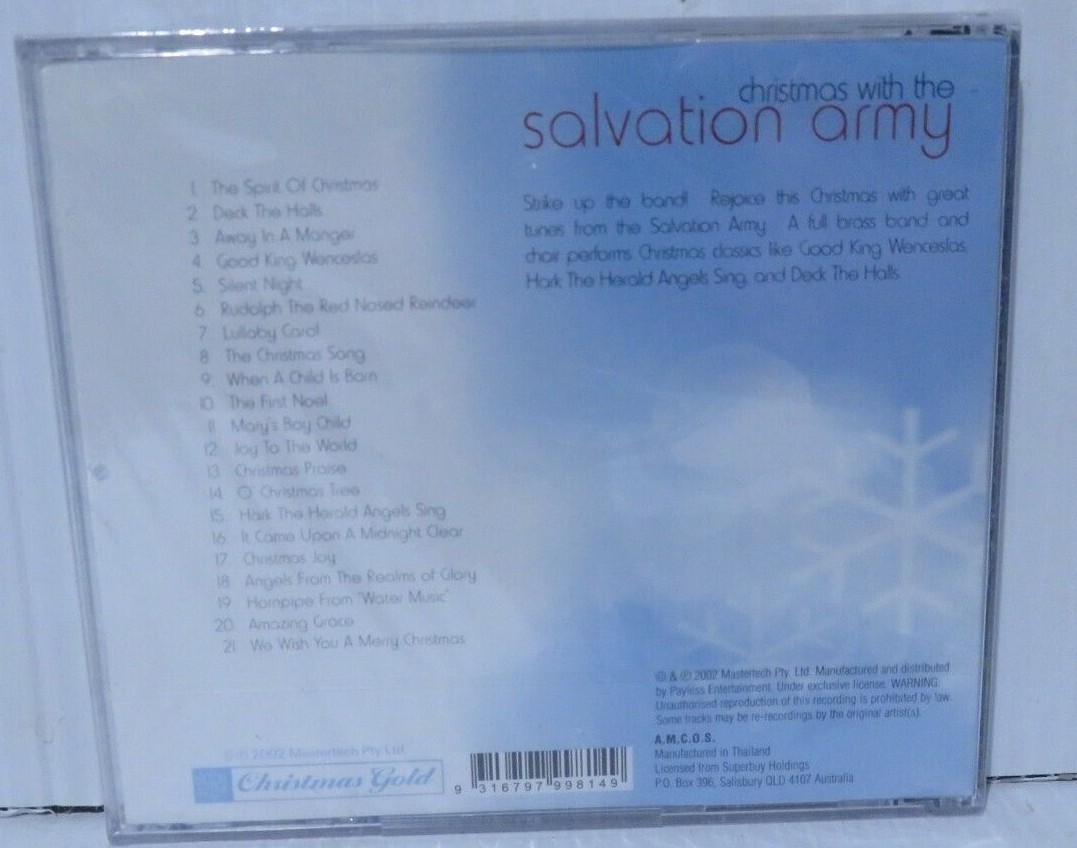 christmas with the
salvation army
1. The Spirit Of Christmas
2. Deck The Halls
3 Away In A Manger
4. Good King Wenceslas
5. Silent Night
6 Rudolph The Red Nosed Reindeer
7 Lullaby Carol
8 The Christmas Song
9. When A Child Is Born
10 The First Noel
11 Mary's Boy Child
12 Joy To The World
13 Christmas Praise
14 O Christmas Tree
15. Hark The Herald Angels Sing
16 It Came Upon A Midnight Clear
17 Christmas Joy
18 Angels From The Realms of Glory
19 Hornpipe From 'Water Music'
20 Amazing Grace
21 We Wish You A Merry Christmas
Strike up the band! Rejoice this Christmas with great
tunes from the Salvation Army. A full brass band and
choir performs Christmas classics like Good King Wenceslas,
Hark The Herald Angels Sing, and Deck The Halls.
© & ℗ 2002 Mastertech Pty. Ltd. Manufactured and distributed
by Payless Entertainment. Under exclusive license. WARNING:
Unauthorised reproduction of this recording is prohibited by law.
Some tracks may be re-recordings by the original artist(s).
A.M.C.O.S.
Manufactured in Thailand
Licensed from Superbuy Holdings
P.O. Box 396, Salisbury QLD 4107 Australia
2002 Mastertech Pty Ltd.
Christmas Gold
9 316797 998149